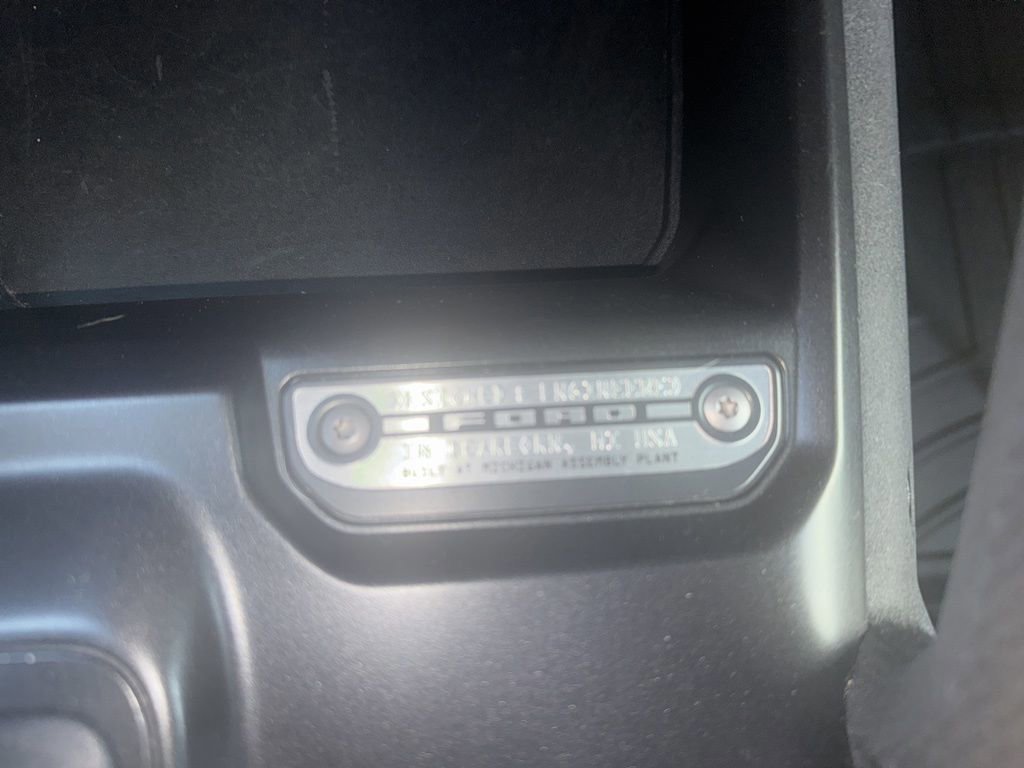 DESIGNED & ENGINEERED
FORD
IN DEARBORN, MI USA
BUILT AT MICHIGAN ASSEMBLY PLANT